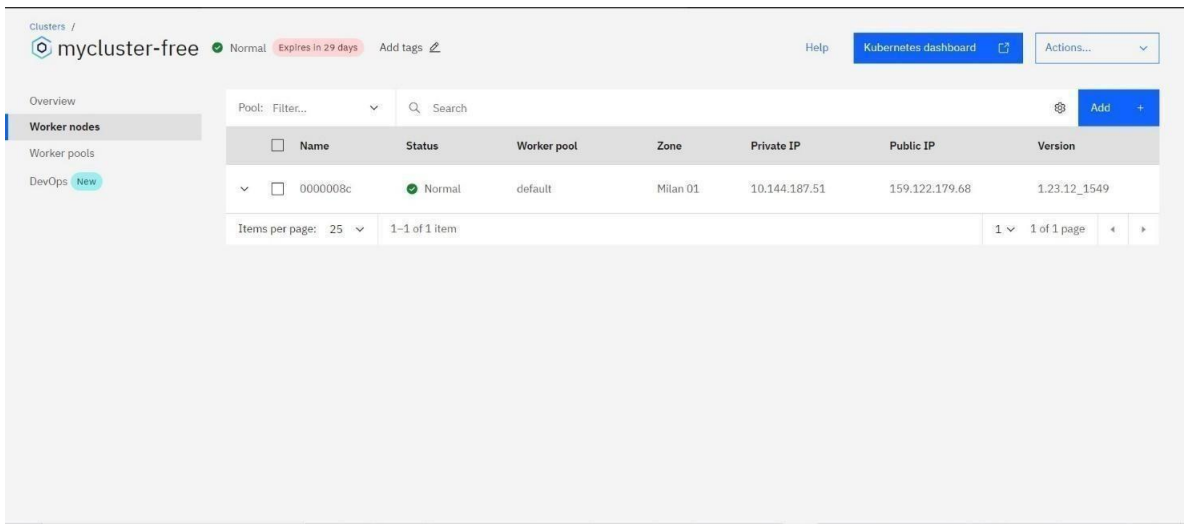 Clusters /
mycluster-free Normal Expires in 29 days Add tags Help Kubernetes dashboard Actions...
Overview
Worker nodes
Worker pools
DevOps New
Pool: Filter... Search Add +
Name Status Worker pool Zone Private IP Public IP Version
0000008c Normal default Milan 01 10.144.187.51 159.122.179.68 1.23.12_1549
Items per page: 25 1–1 of 1 item 1 1 of 1 page